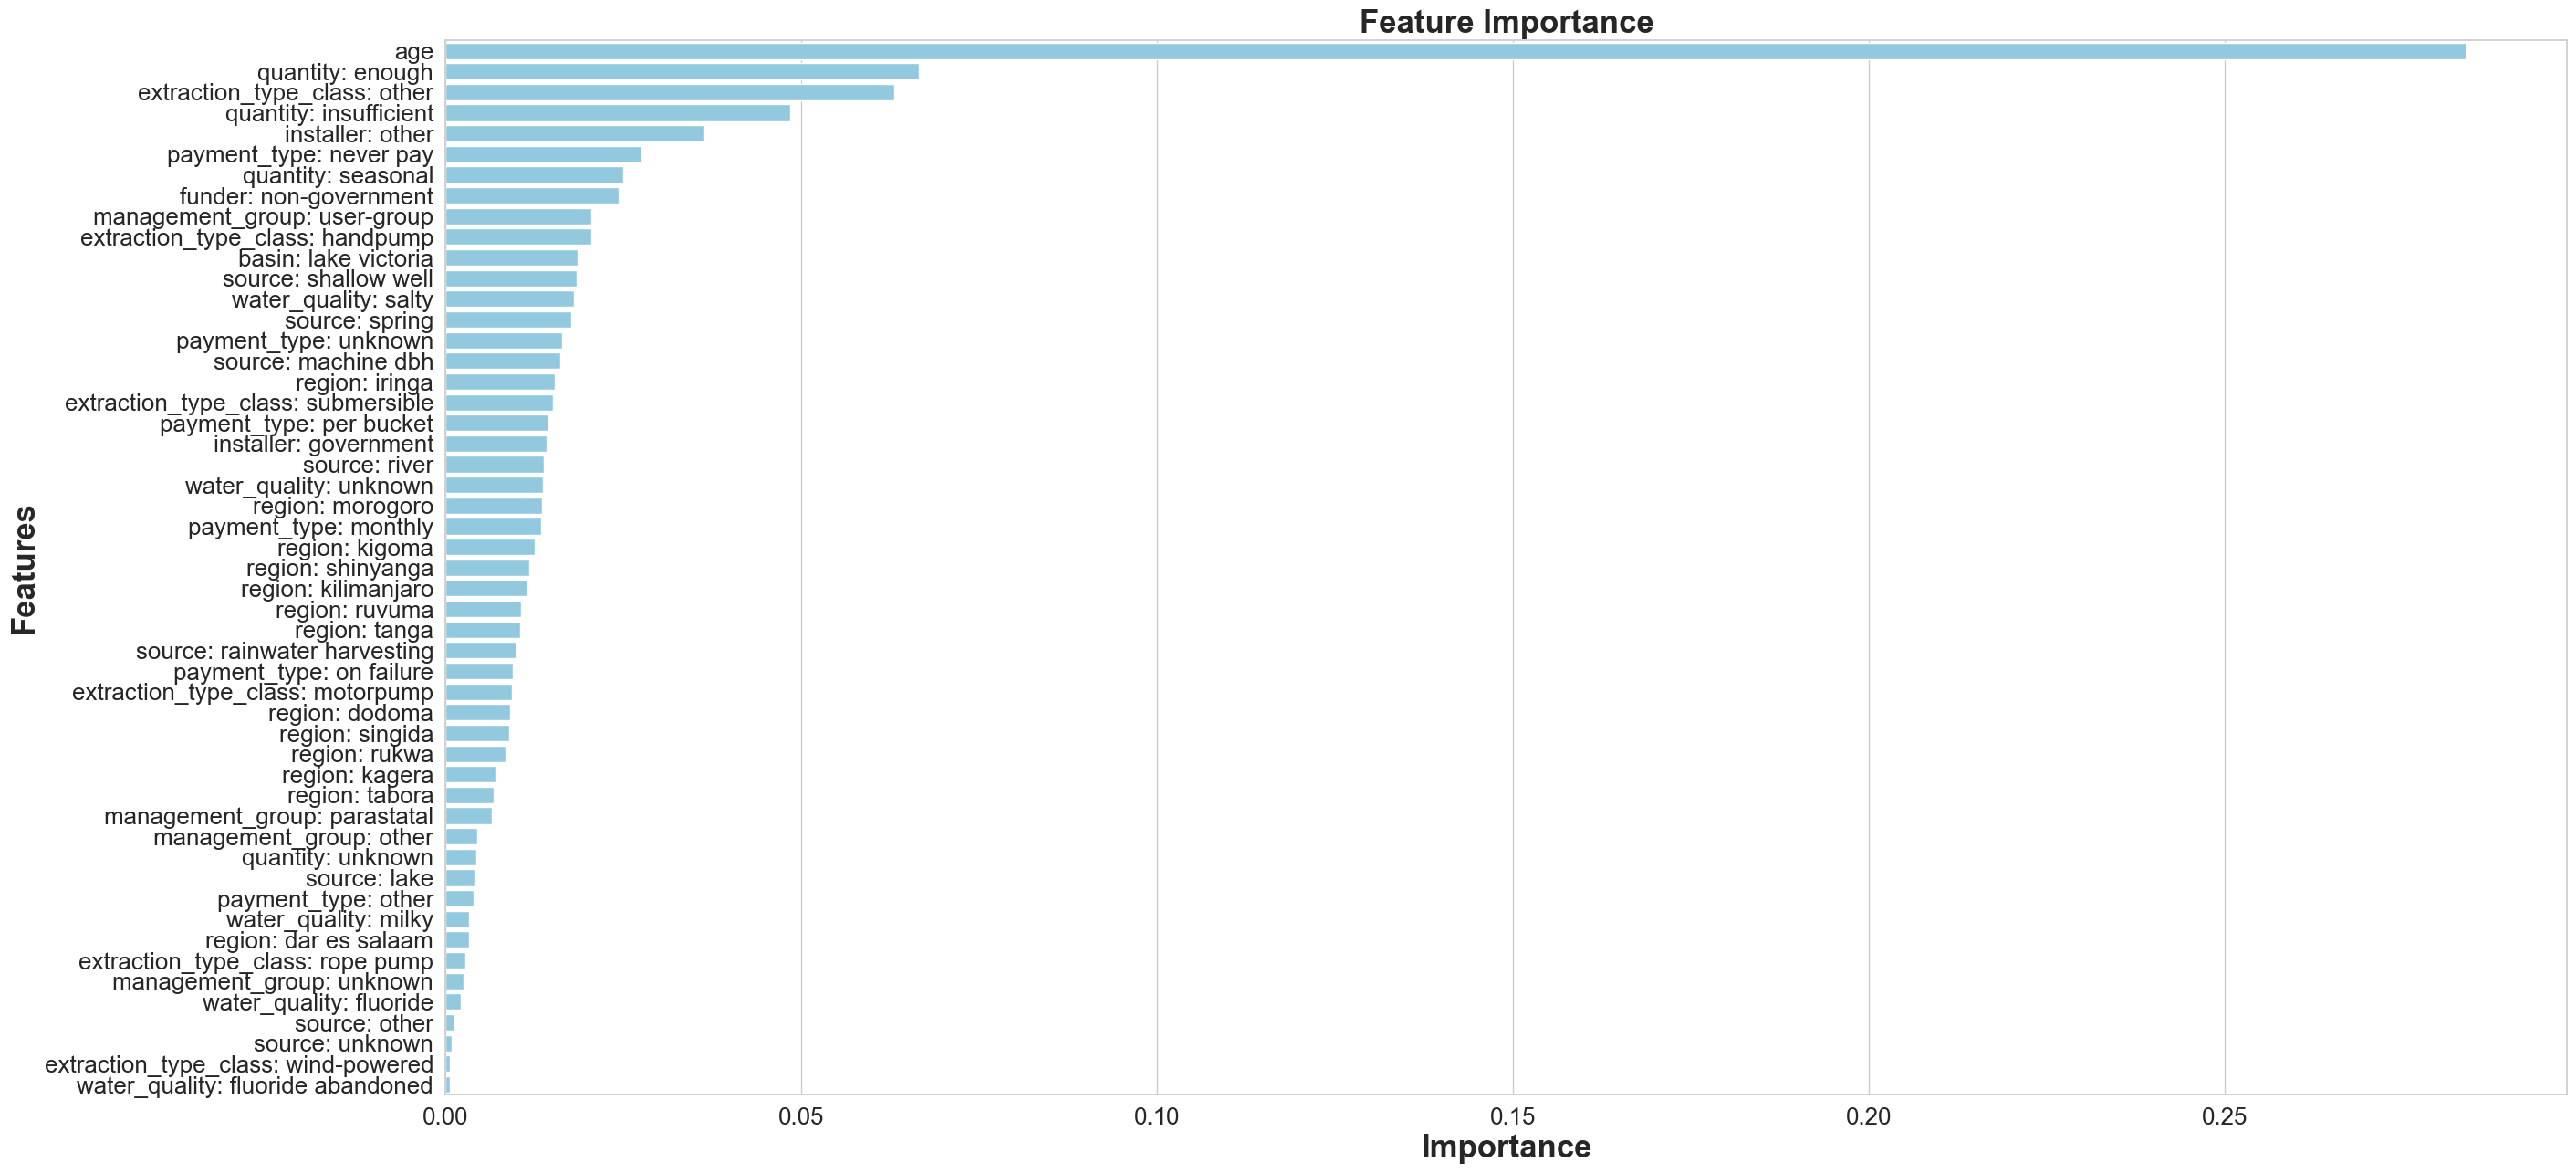 Feature Importance
age
quantity: enough
extraction_type_class: other
quantity: insufficient
installer: other
payment_type: never pay
quantity: seasonal
funder: non-government
management_group: user-group
extraction_type_class: handpump
basin: lake victoria
source: shallow well
water_quality: salty
source: spring
payment_type: unknown
source: machine dbh
region: iringa
extraction_type_class: submersible
payment_type: per bucket
installer: government
source: river
water_quality: unknown
region: morogoro
payment_type: monthly
region: kigoma
region: shinyanga
region: kilimanjaro
region: ruvuma
region: tanga
source: rainwater harvesting
payment_type: on failure
extraction_type_class: motorpump
region: dodoma
region: singida
region: rukwa
region: kagera
region: tabora
management_group: parastatal
management_group: other
quantity: unknown
source: lake
payment_type: other
water_quality: milky
region: dar es salaam
extraction_type_class: rope pump
management_group: unknown
water_quality: fluoride
source: other
source: unknown
extraction_type_class: wind-powered
water_quality: fluoride abandoned
Features
0.00 0.05 0.10 0.15 0.20 0.25
Importance